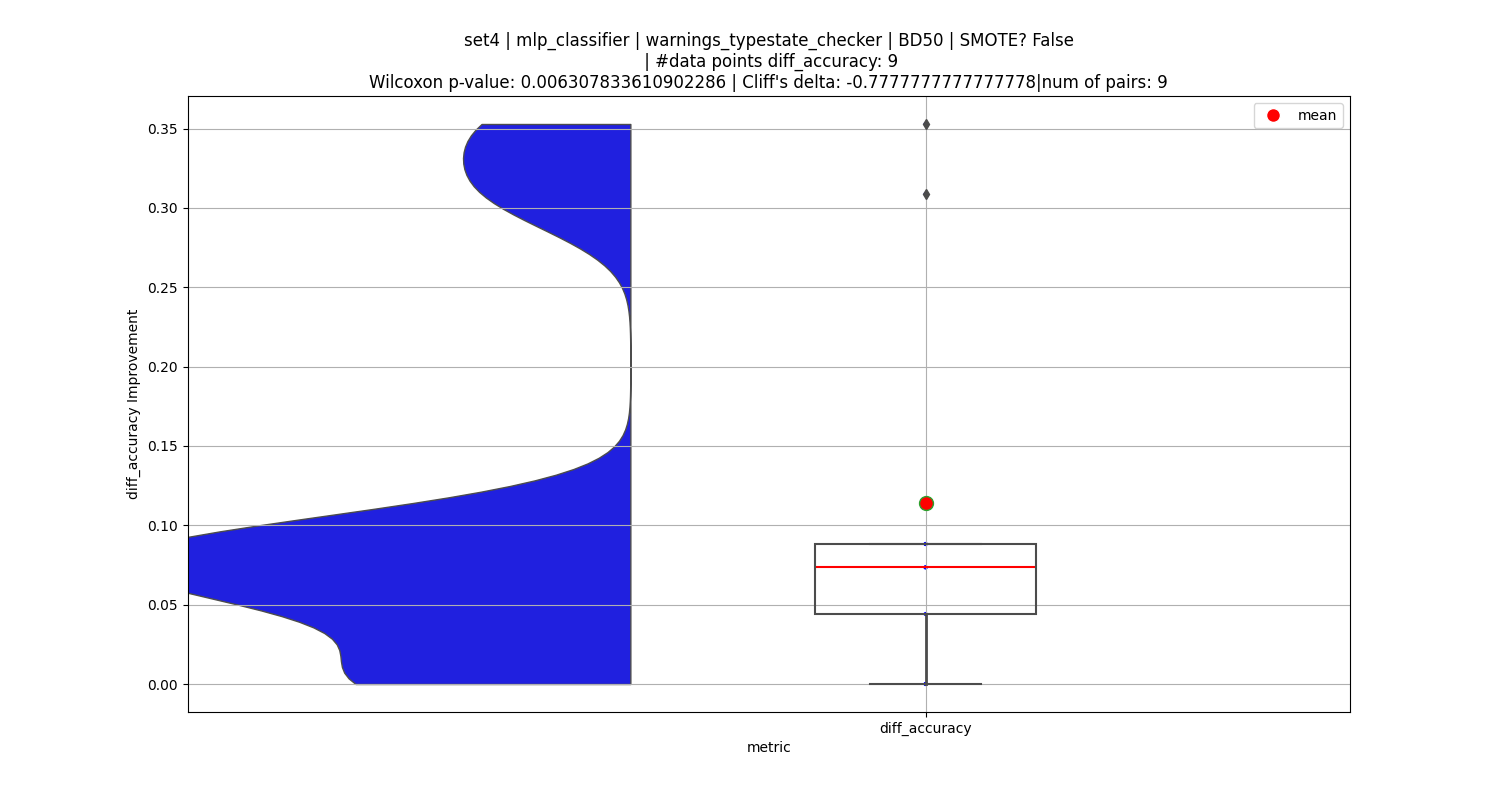 set4 | mlp_classifier | warnings_typestate_checker | BD50 | SMOTE? False
| #data points diff_accuracy: 9
Wilcoxon p-value: 0.006307833610902286 | Cliff's delta: -0.7777777777777778|num of pairs: 9
mean
0.35
0.30
0.25
0.20
0.15
0.10
0.05
0.00
diff_accuracy Improvement
diff_accuracy
metric